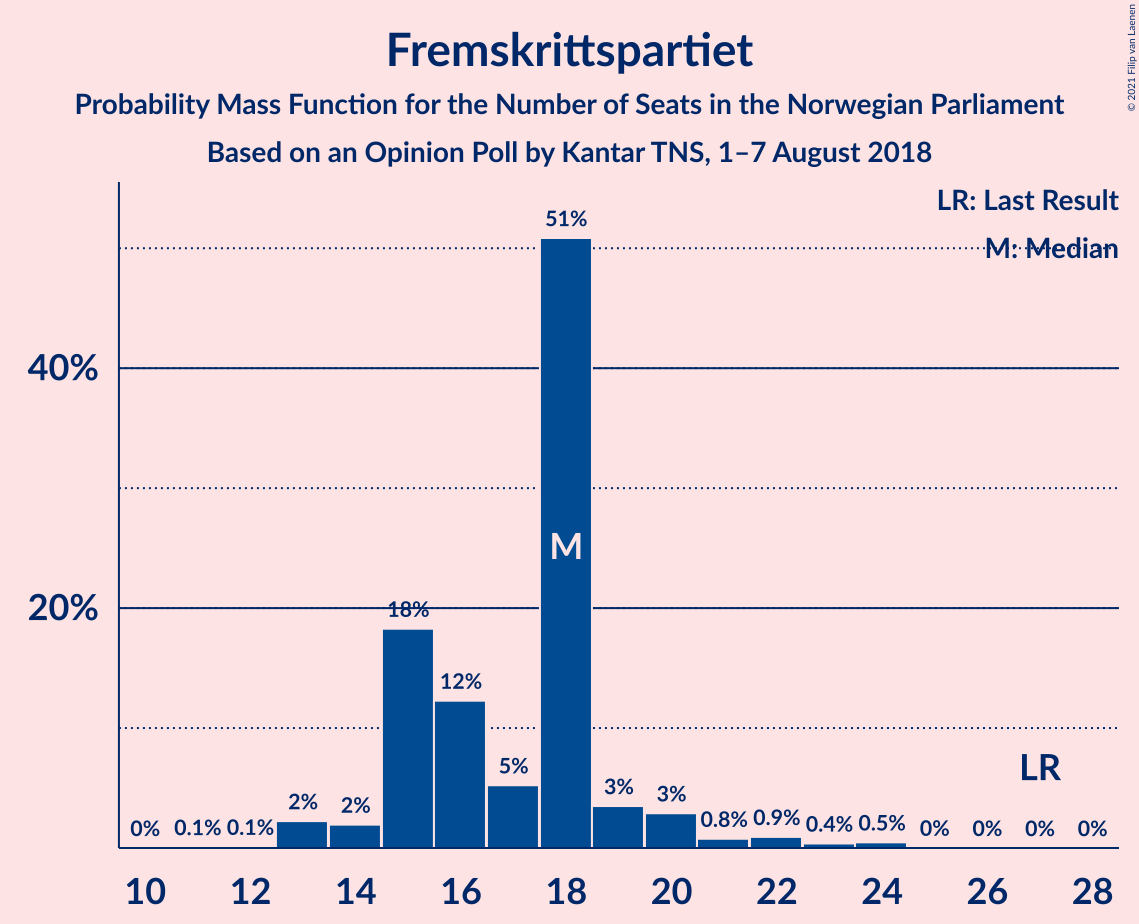 Fremskrittspartiet
Probability Mass Function for the Number of Seats in the Norwegian Parliament
Based on an Opinion Poll by Kantar TNS, 1–7 August 2018
© 2021 Filip van Laenen
LR: Last Result
M: Median
51%
40%
M
20%
18%
12%
5%
LR
3%
3%
2%
2%
0%
0.1%
0.1%
0.8%
0.9%
0.4%
0.5%
0%
0%
0%
0%
10 12 14 16 18 20 22 24 26 28